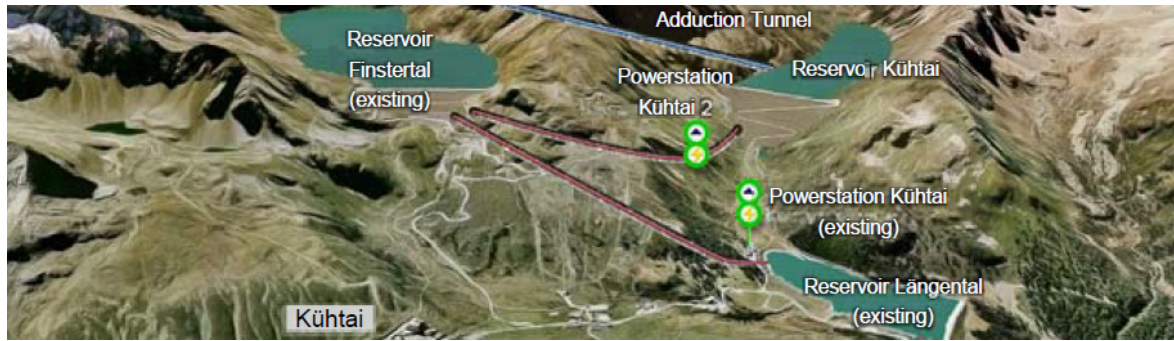 Adduction Tunnel
Reservoir
Finstertal
(existing)
Powerstation
Kühtai 2
Reservoir Kühtai
Powerstation Kühtai
(existing)
Reservoir Längental
(existing)
Kühtai